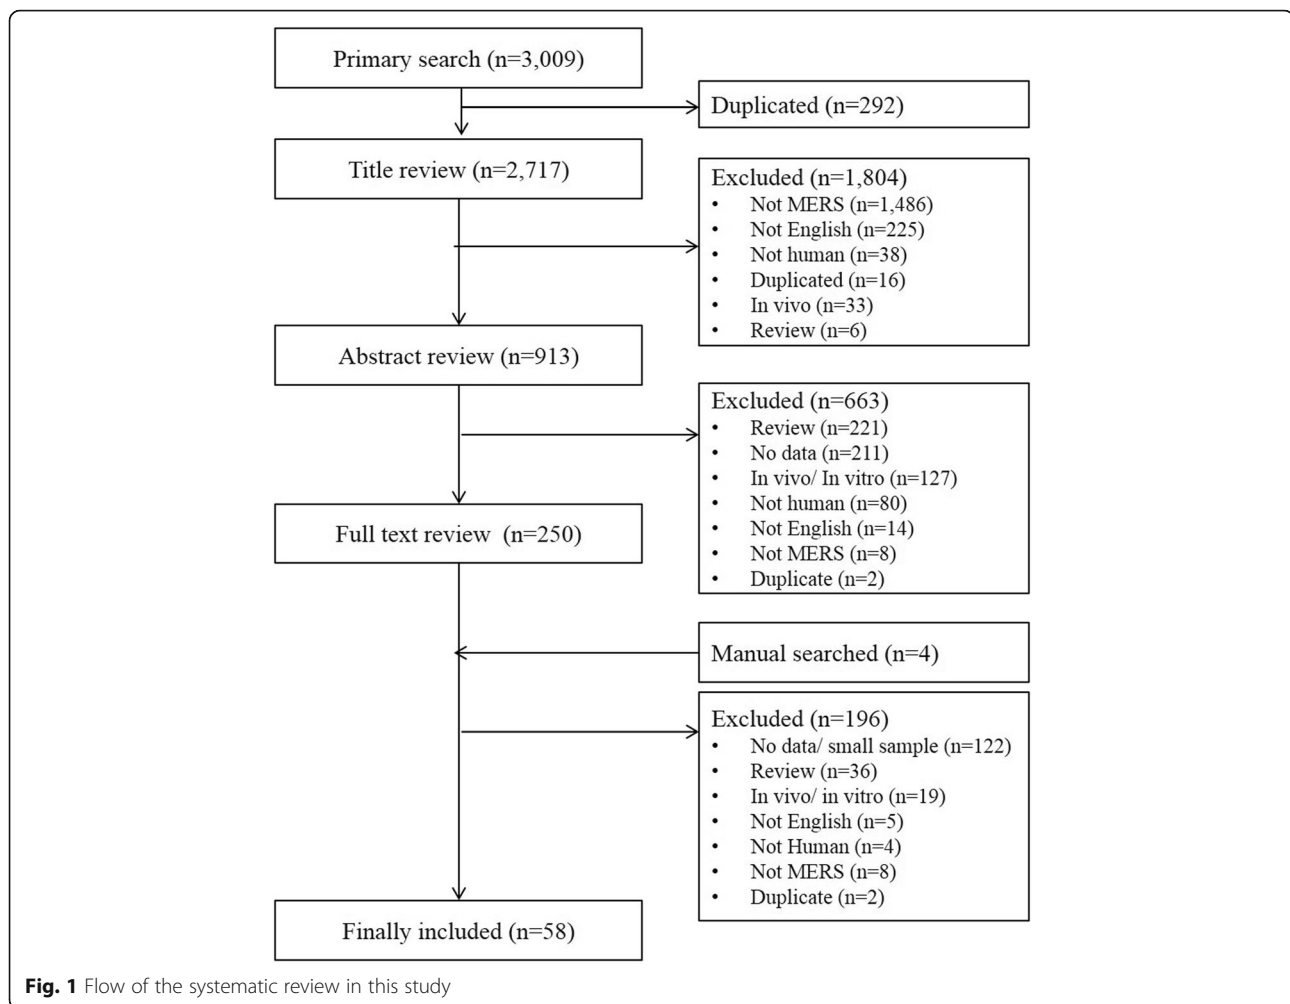 Primary search (n=3,009)
Duplicated (n=292)
Title review (n=2,717)
Excluded (n=1,804)
• Not MERS (n=1,486)
• Not English (n=225)
• Not human (n=38)
• Duplicated (n=16)
• In vivo (n=33)
• Review (n=6)
Abstract review (n=913)
Excluded (n=663)
• Review (n=221)
• No data (n=211)
• In vivo/ In vitro (n=127)
• Not human (n=80)
• Not English (n=14)
• Not MERS (n=8)
• Duplicate (n=2)
Full text review (n=250)
Manual searched (n=4)
Excluded (n=196)
• No data/ small sample (n=122)
• Review (n=36)
• In vivo/ in vitro (n=19)
• Not English (n=5)
• Not Human (n=4)
• Not MERS (n=8)
• Duplicate (n=2)
Finally included (n=58)
Fig. 1 Flow of the systematic review in this study